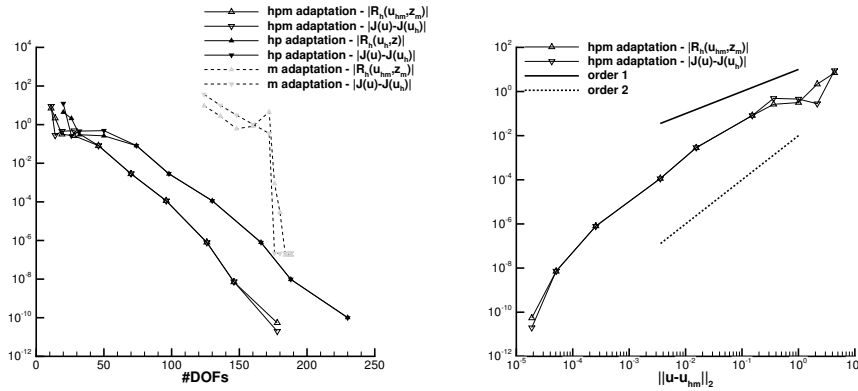 hpm adaptation - |R_h(u_hm,z_m)|
hpm adaptation - |J(u)-J(u_h)|
hp adaptation - |R_h(u_h,z)|
hp adaptation - |J(u)-J(u_h)|
m adaptation - |R_h(u_hm,z_m)|
m adaptation - |J(u)-J(u_h)|
10^4
10^2
10^0
10^-2
10^-4
10^-6
10^-8
10^-10
10^-12
0 50 100 150 200 250
#DOFs
hpm adaptation - |R_h(u_hm,z_m)|
hpm adaptation - |J(u)-J(u_h)|
order 1
order 2
10^2
10^0
10^-2
10^-4
10^-6
10^-8
10^-10
10^-12
10^-5 10^-4 10^-3 10^-2 10^-1 10^0 10^1
||u-u_hm||_2